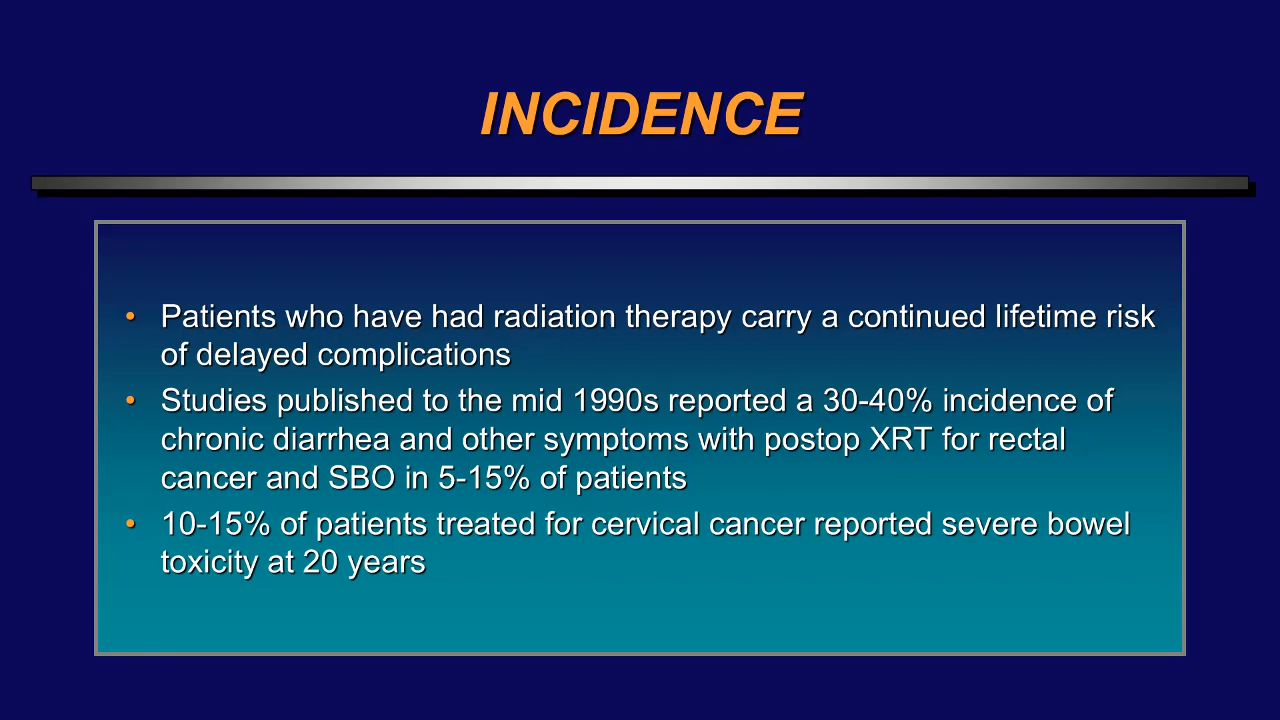 INCIDENCE
• Patients who have had radiation therapy carry a continued lifetime risk
of delayed complications
• Studies published to the mid 1990s reported a 30-40% incidence of
chronic diarrhea and other symptoms with postop XRT for rectal
cancer and SBO in 5-15% of patients
• 10-15% of patients treated for cervical cancer reported severe bowel
toxicity at 20 years